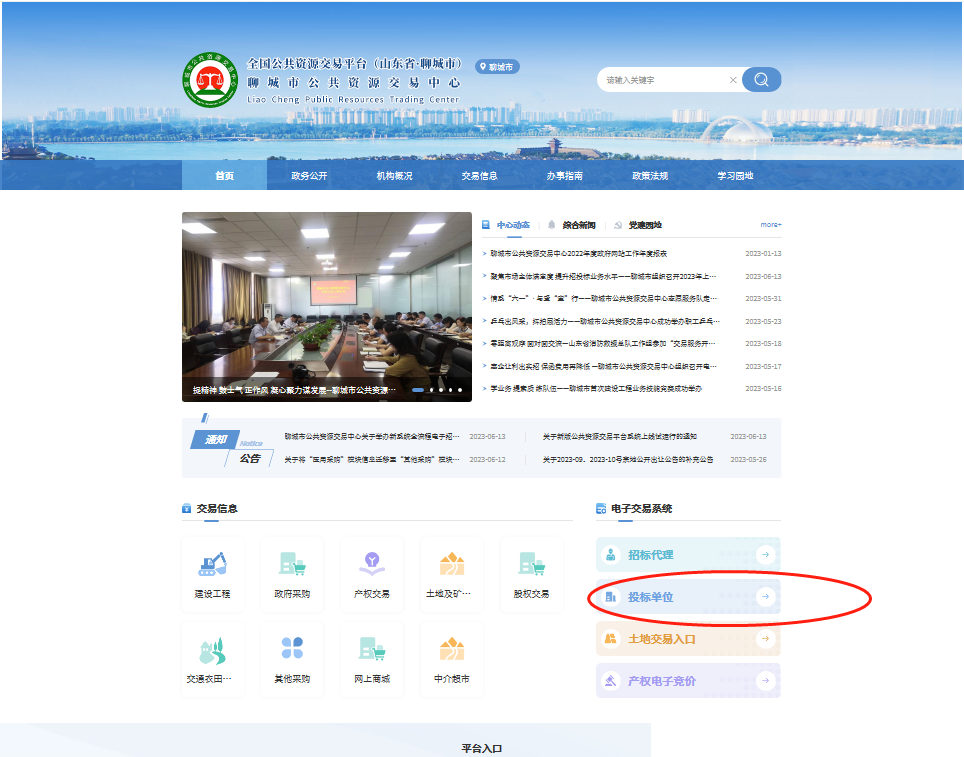 全国公共资源交易平台（山东省·聊城市）
聊城市公共资源交易中心
Liao Cheng Public Resources Trading Center
聊城市
请输入关键字
首页
政务公开
机构概况
交易信息
办事指南
政策法规
学习园地
提精神 鼓士气 正作风 凝心聚力谋发展--聊城市公共资源···
中心动态
综合新闻
党建园地
more+
聊城市公共资源交易中心2022年度政府网站工作年度报表 2023-01-13
聚焦市场主体满意度 提升招投标业务水平——聊城市组织召开2023年上··· 2023-06-13
情系“六一”·与爱“童”行——聊城市公共资源交易中心志愿服务队走··· 2023-05-31
乒乓出风采，挥拍展活力——聊城市公共资源交易中心成功举办职工乒乓··· 2023-05-23
零距离观摩 面对面交流—山东省消防救援总队工作组参加“交易服务开··· 2023-05-18
惠企让利出实招 保函费用再降低 —聊城市公共资源交易中心组织召开电··· 2023-05-17
学业务 提素质 练队伍——聊城市首次建设工程业务技能竞赛成功举办 2023-05-16
通知
Notice
公告
聊城市公共资源交易中心关于举办新系统全流程电子招··· 2023-06-13
关于新版公共资源交易平台系统上线试运行的通知 2023-06-13
关于将“医用采购”模块信息迁移至“其他采购”模块··· 2023-06-12
关于2023-09、2023-10号宗地公开出让公告的补充公告 2023-05-26
交易信息
电子交易系统
建设工程
政府采购
产权交易
土地及矿···
股权交易
交通农田···
其他采购
网上商城
中介超市
招标代理
投标单位
土地交易入口
产权电子竞价
平台入口